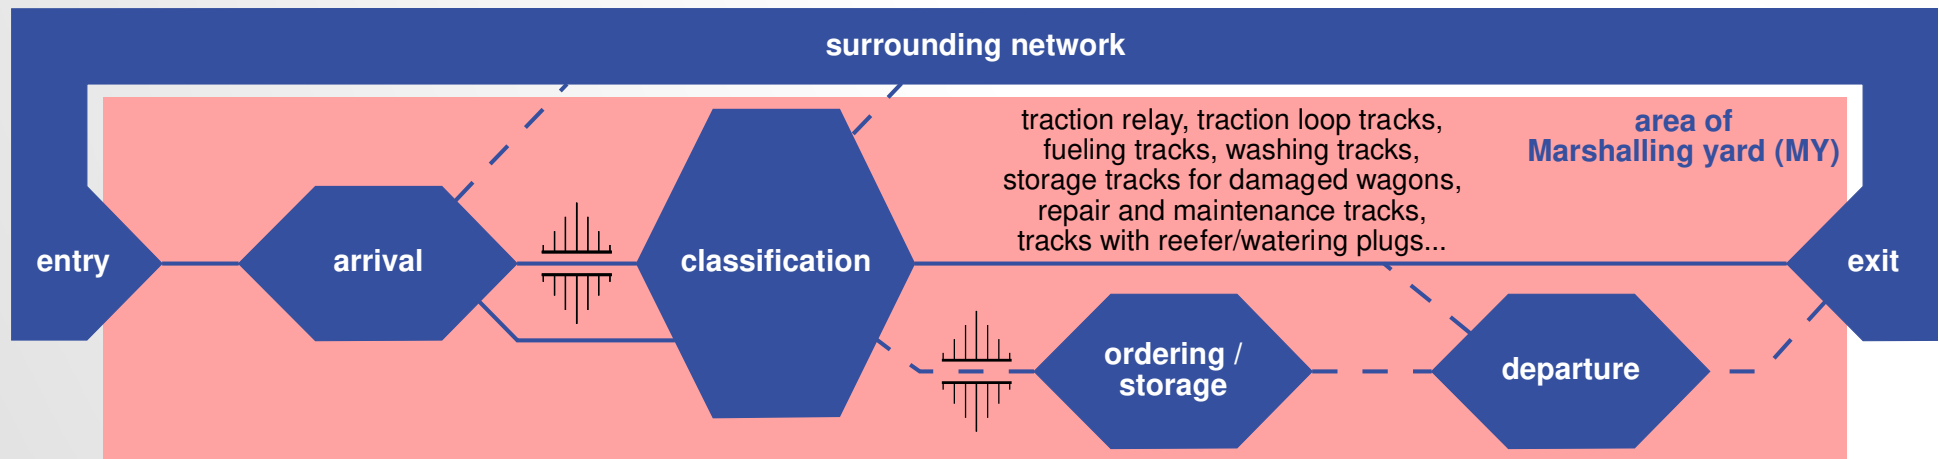 surrounding network
traction relay, traction loop tracks,
fueling tracks, washing tracks,
storage tracks for damaged wagons,
repair and maintenance tracks,
tracks with reefer/watering plugs...
area of
Marshalling yard (MY)
entry
arrival
classification
exit
ordering /
storage
departure